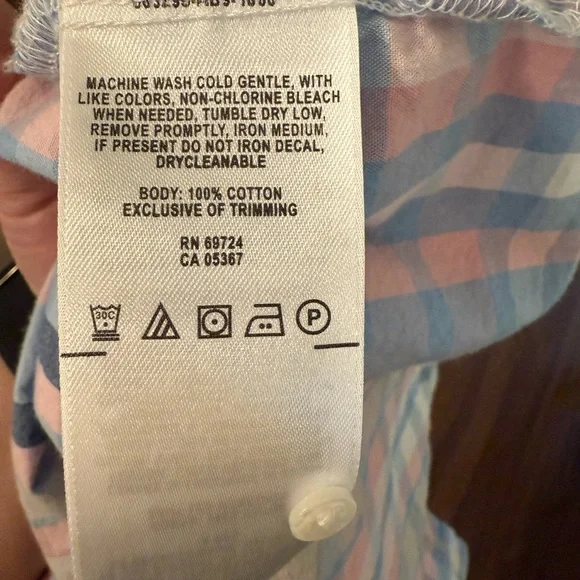 MACHINE WASH COLD GENTLE, WITH
LIKE COLORS, NON-CHLORINE BLEACH
WHEN NEEDED, TUMBLE DRY LOW,
REMOVE PROMPTLY, IRON MEDIUM,
IF PRESENT DO NOT IRON DECAL,
DRYCLEANABLE
BODY: 100% COTTON
EXCLUSIVE OF TRIMMING
RN 69724
CA 05367
30C P